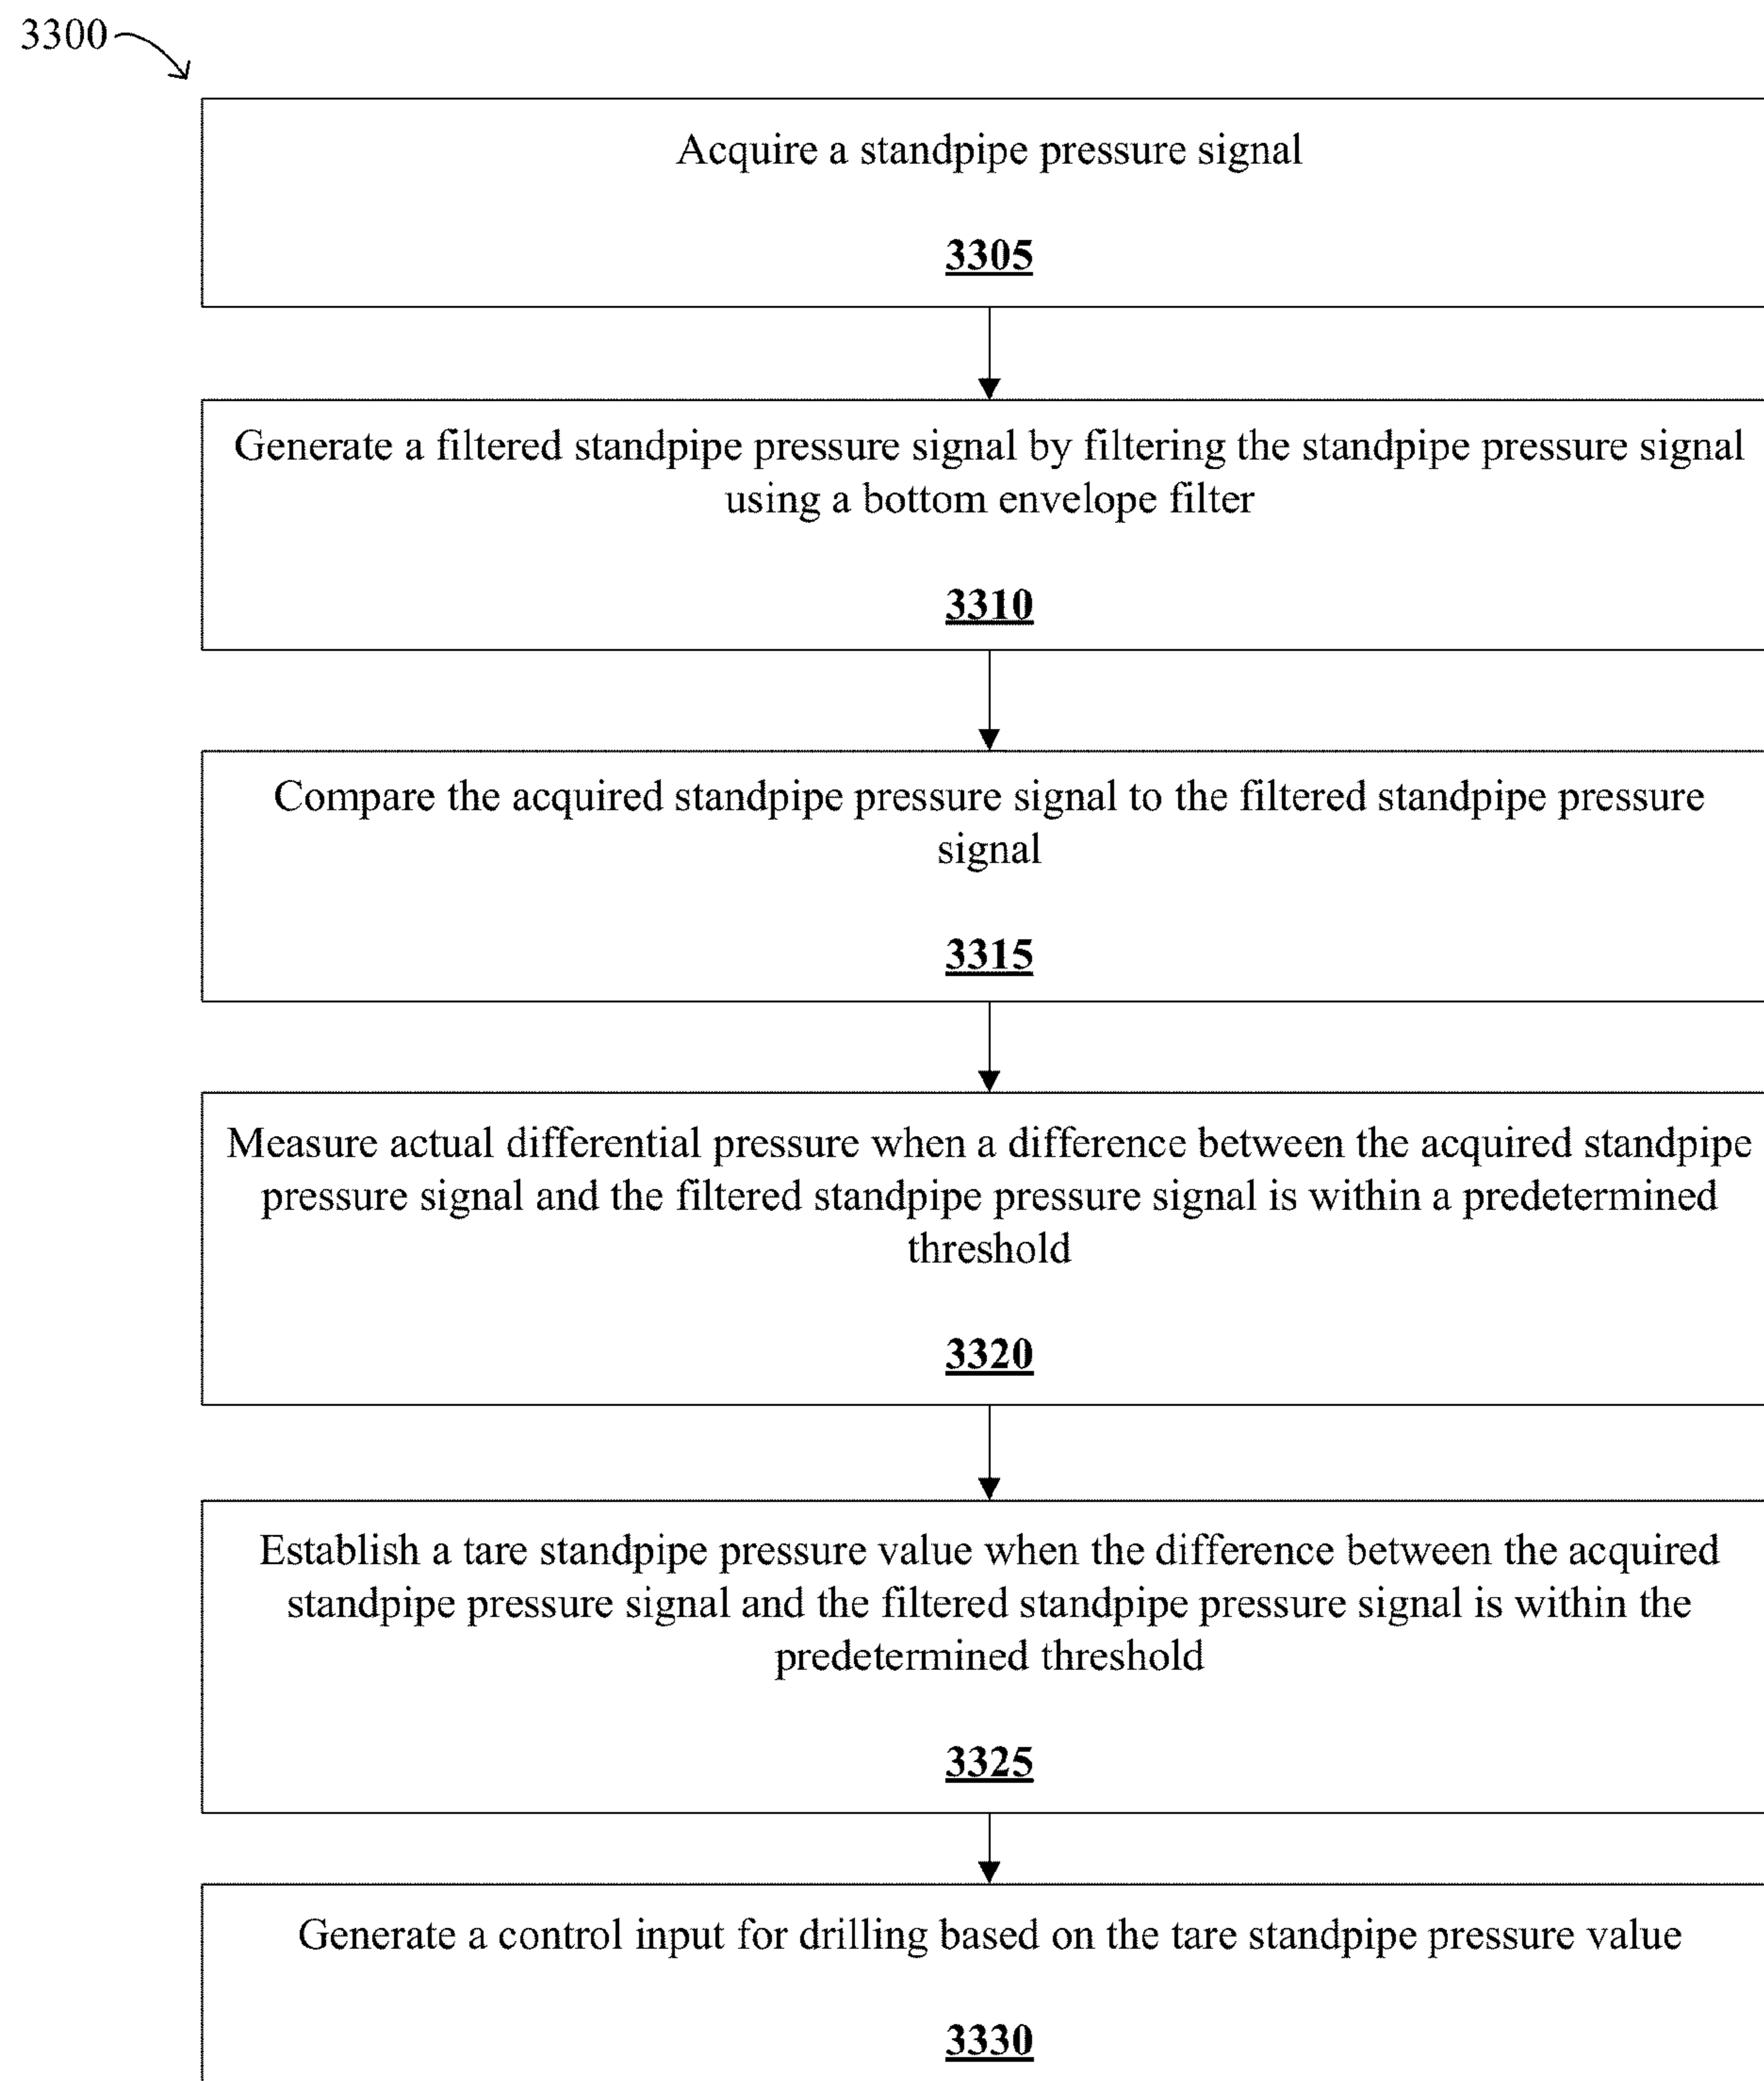 3300
Acquire a standpipe pressure signal
3305
Generate a filtered standpipe pressure signal by filtering the standpipe pressure signal
using a bottom envelope filter
3310
Compare the acquired standpipe pressure signal to the filtered standpipe pressure
signal
3315
Measure actual differential pressure when a difference between the acquired standpipe
pressure signal and the filtered standpipe pressure signal is within a predetermined
threshold
3320
Establish a tare standpipe pressure value when the difference between the acquired
standpipe pressure signal and the filtered standpipe pressure signal is within the
predetermined threshold
3325
Generate a control input for drilling based on the tare standpipe pressure value
3330